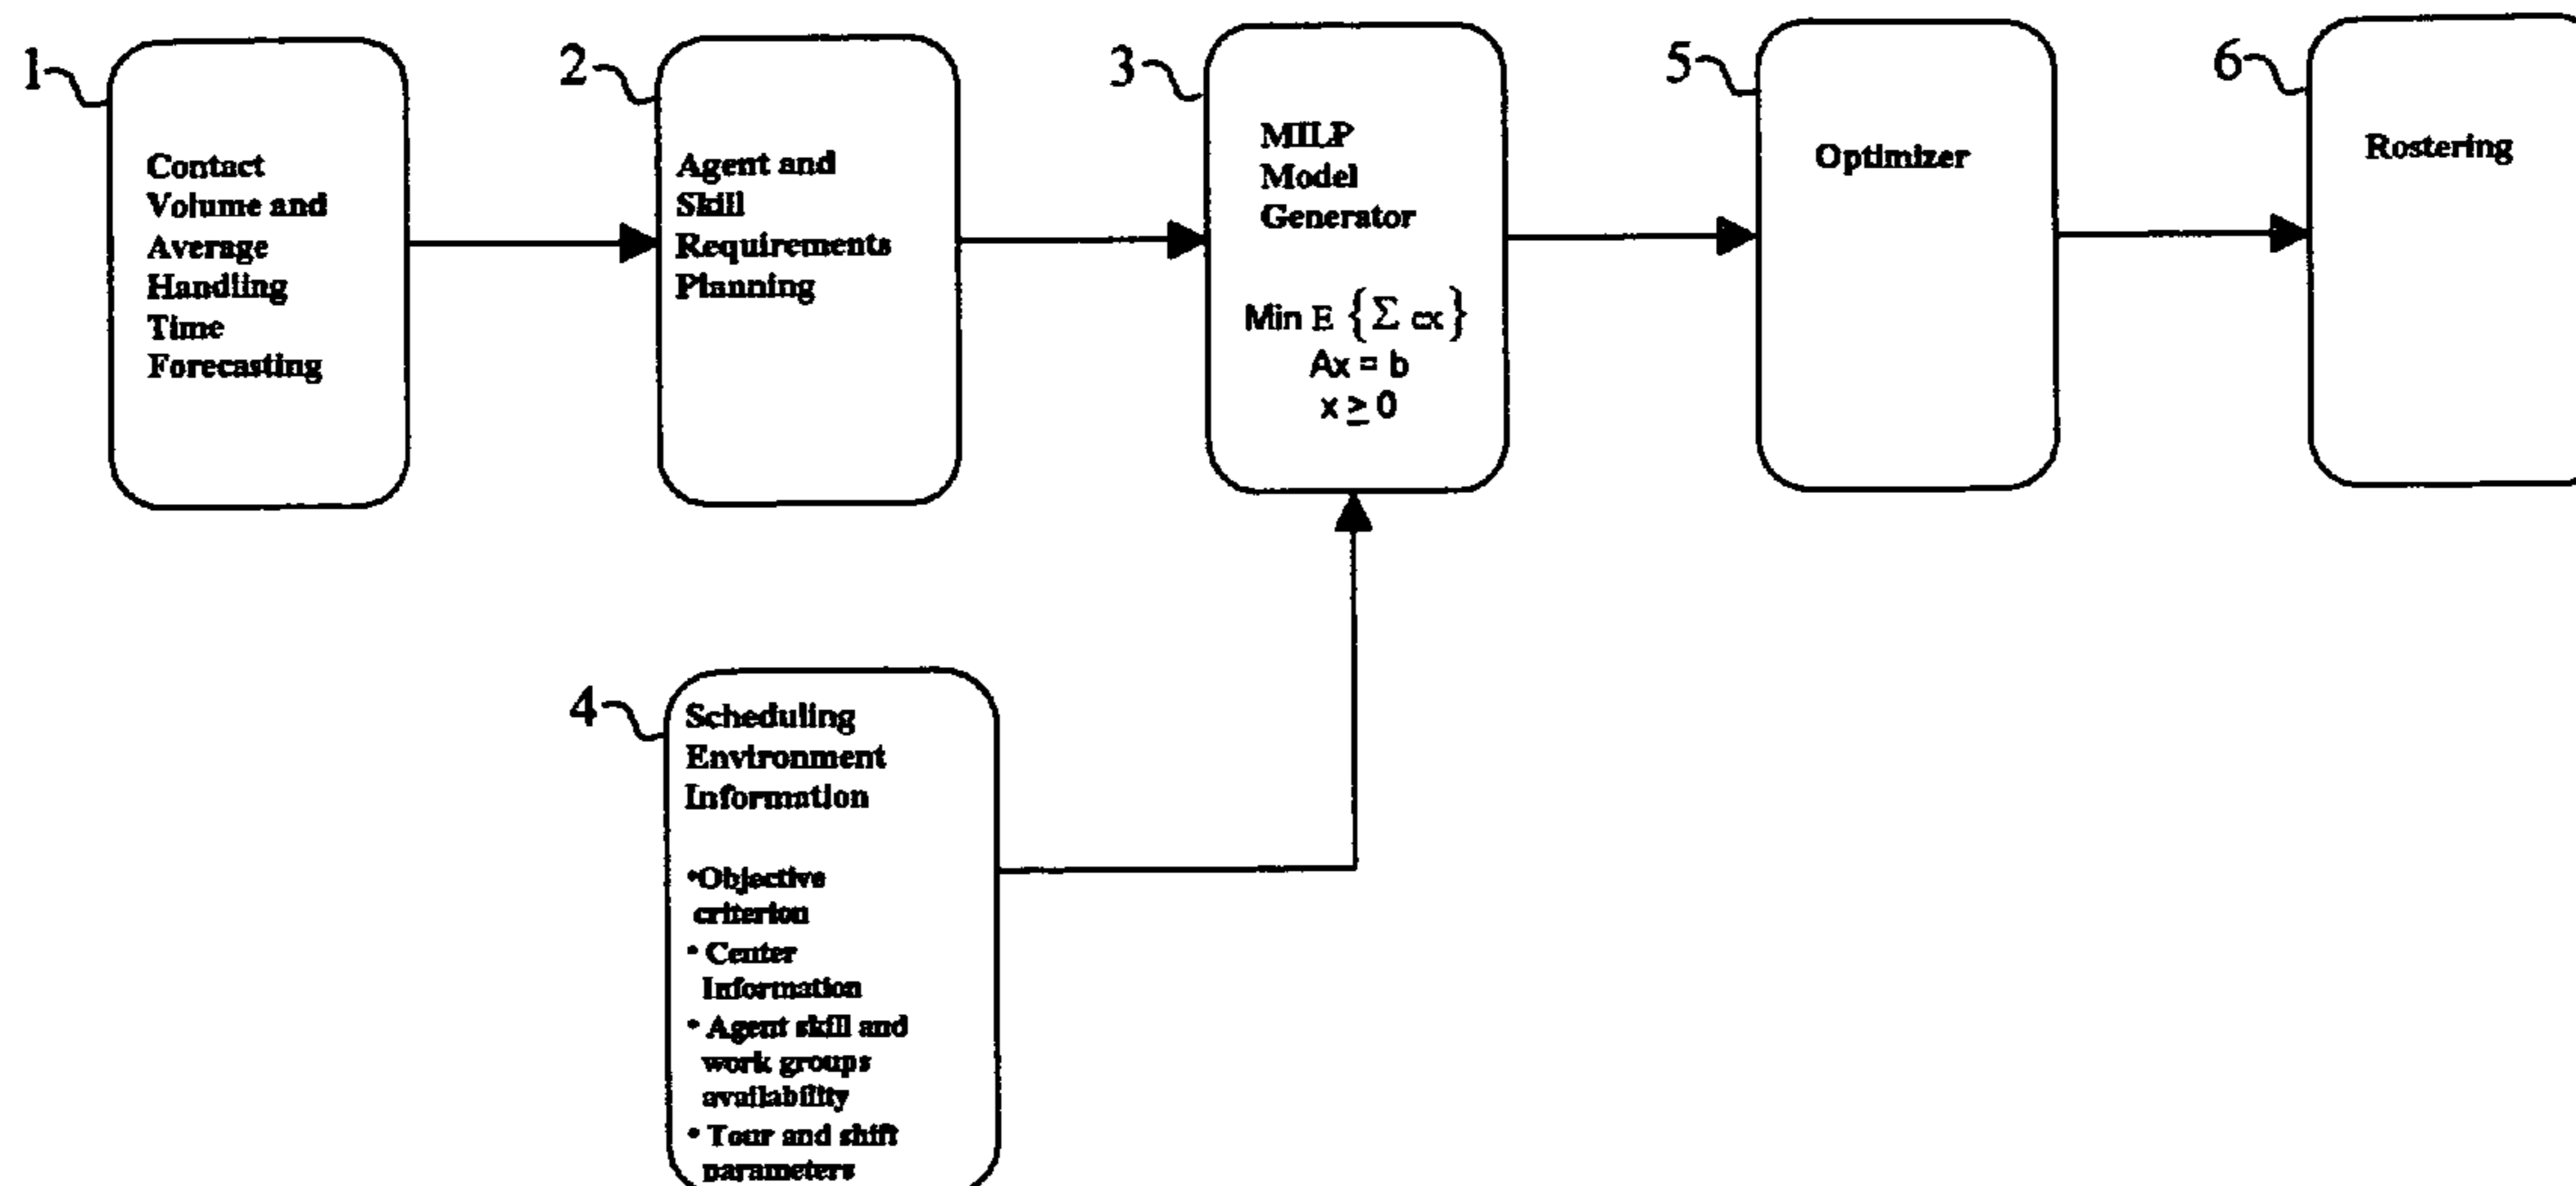 1
Contact
Volume and
Average
Handling
Time
Forecasting
2
Agent and
Skill
Requirements
Planning
3
MILP
Model
Generator
Min E {Σ cx}
Ax = b
x ≥ 0
5
Optimizer
6
Rostering
4
Scheduling
Environment
Information
•Objective
criterion
• Center
Information
• Agent skill and
work groups
availability
• Tour and shift
parameters